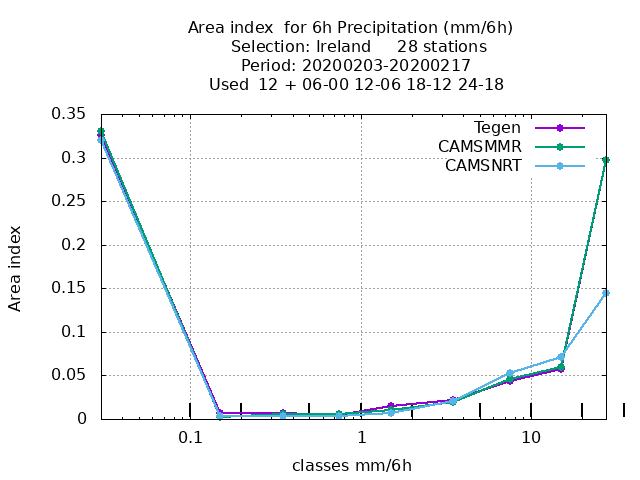 Area index  for 6h Precipitation (mm/6h)
Selection: Ireland     28 stations
Period: 20200203-20200217
Used  12 + 06-00 12-06 18-12 24-18
Tegen
CAMSMMR
CAMSNRT
0.35
0.3
0.25
0.2
0.15
0.1
0.05
0
Area index
0.1
1
10
classes mm/6h